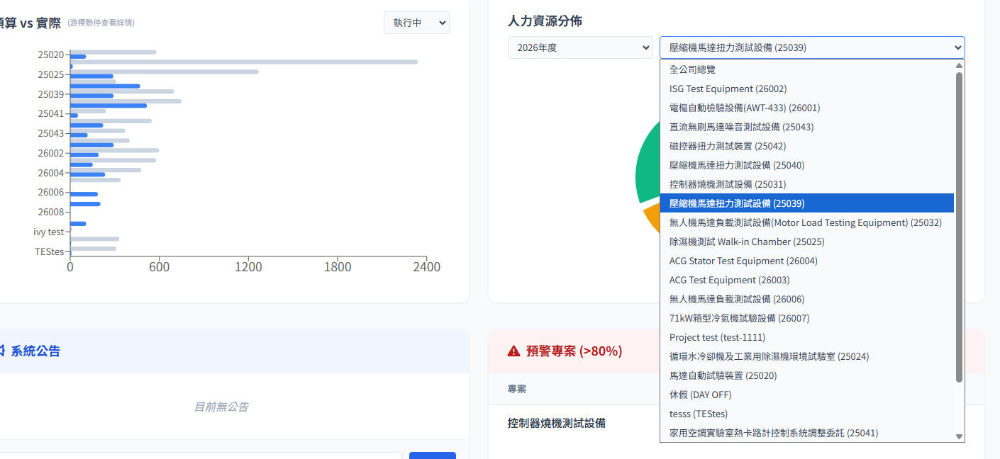 預算 vs 實際 (游標懸停查看詳情)
執行中
25020
25025
25039
25041
25043
26002
26004
26006
26008
ivy test
TEStes
0 600 1200 1800 2400
人力資源分佈
2026年度
壓縮機馬達扭力測試設備 (25039)
全公司總覽
ISG Test Equipment (26002)
電樞自動檢驗設備(AWT-433) (26001)
直流無刷馬達噪音測試設備 (25043)
磁控器扭力測試裝置 (25042)
壓縮機馬達扭力測試設備 (25040)
控制器燒機測試設備 (25031)
壓縮機馬達扭力測試設備 (25039)
無人機馬達負載測試設備(Motor Load Testing Equipment) (25032)
除濕機測試 Walk-in Chamber (25025)
ACG Stator Test Equipment (26004)
ACG Test Equipment (26003)
無人機馬達負載測試設備 (26006)
71kW箱型冷氣機試驗設備 (26007)
Project test (test-1111)
循環水冷卻機及工業用除濕機環境試驗室 (25024)
馬達自動試驗裝置 (25020)
休假 (DAY OFF)
tesss (TEStes)
家用空調實驗室熱卡路計控制系統調整委託 (25041)
系統公告
目前無公告
預警專案 (>80%)
專案
控制器燒機測試設備